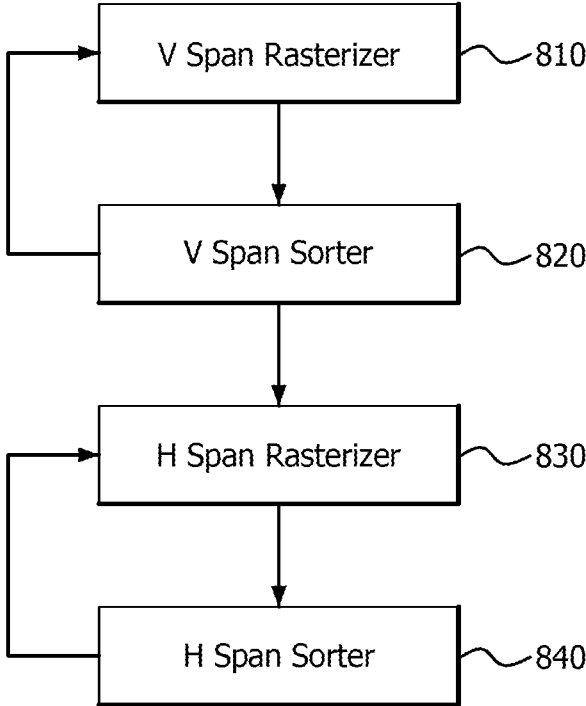 V Span Rasterizer 810
V Span Sorter 820
H Span Rasterizer 830
H Span Sorter 840